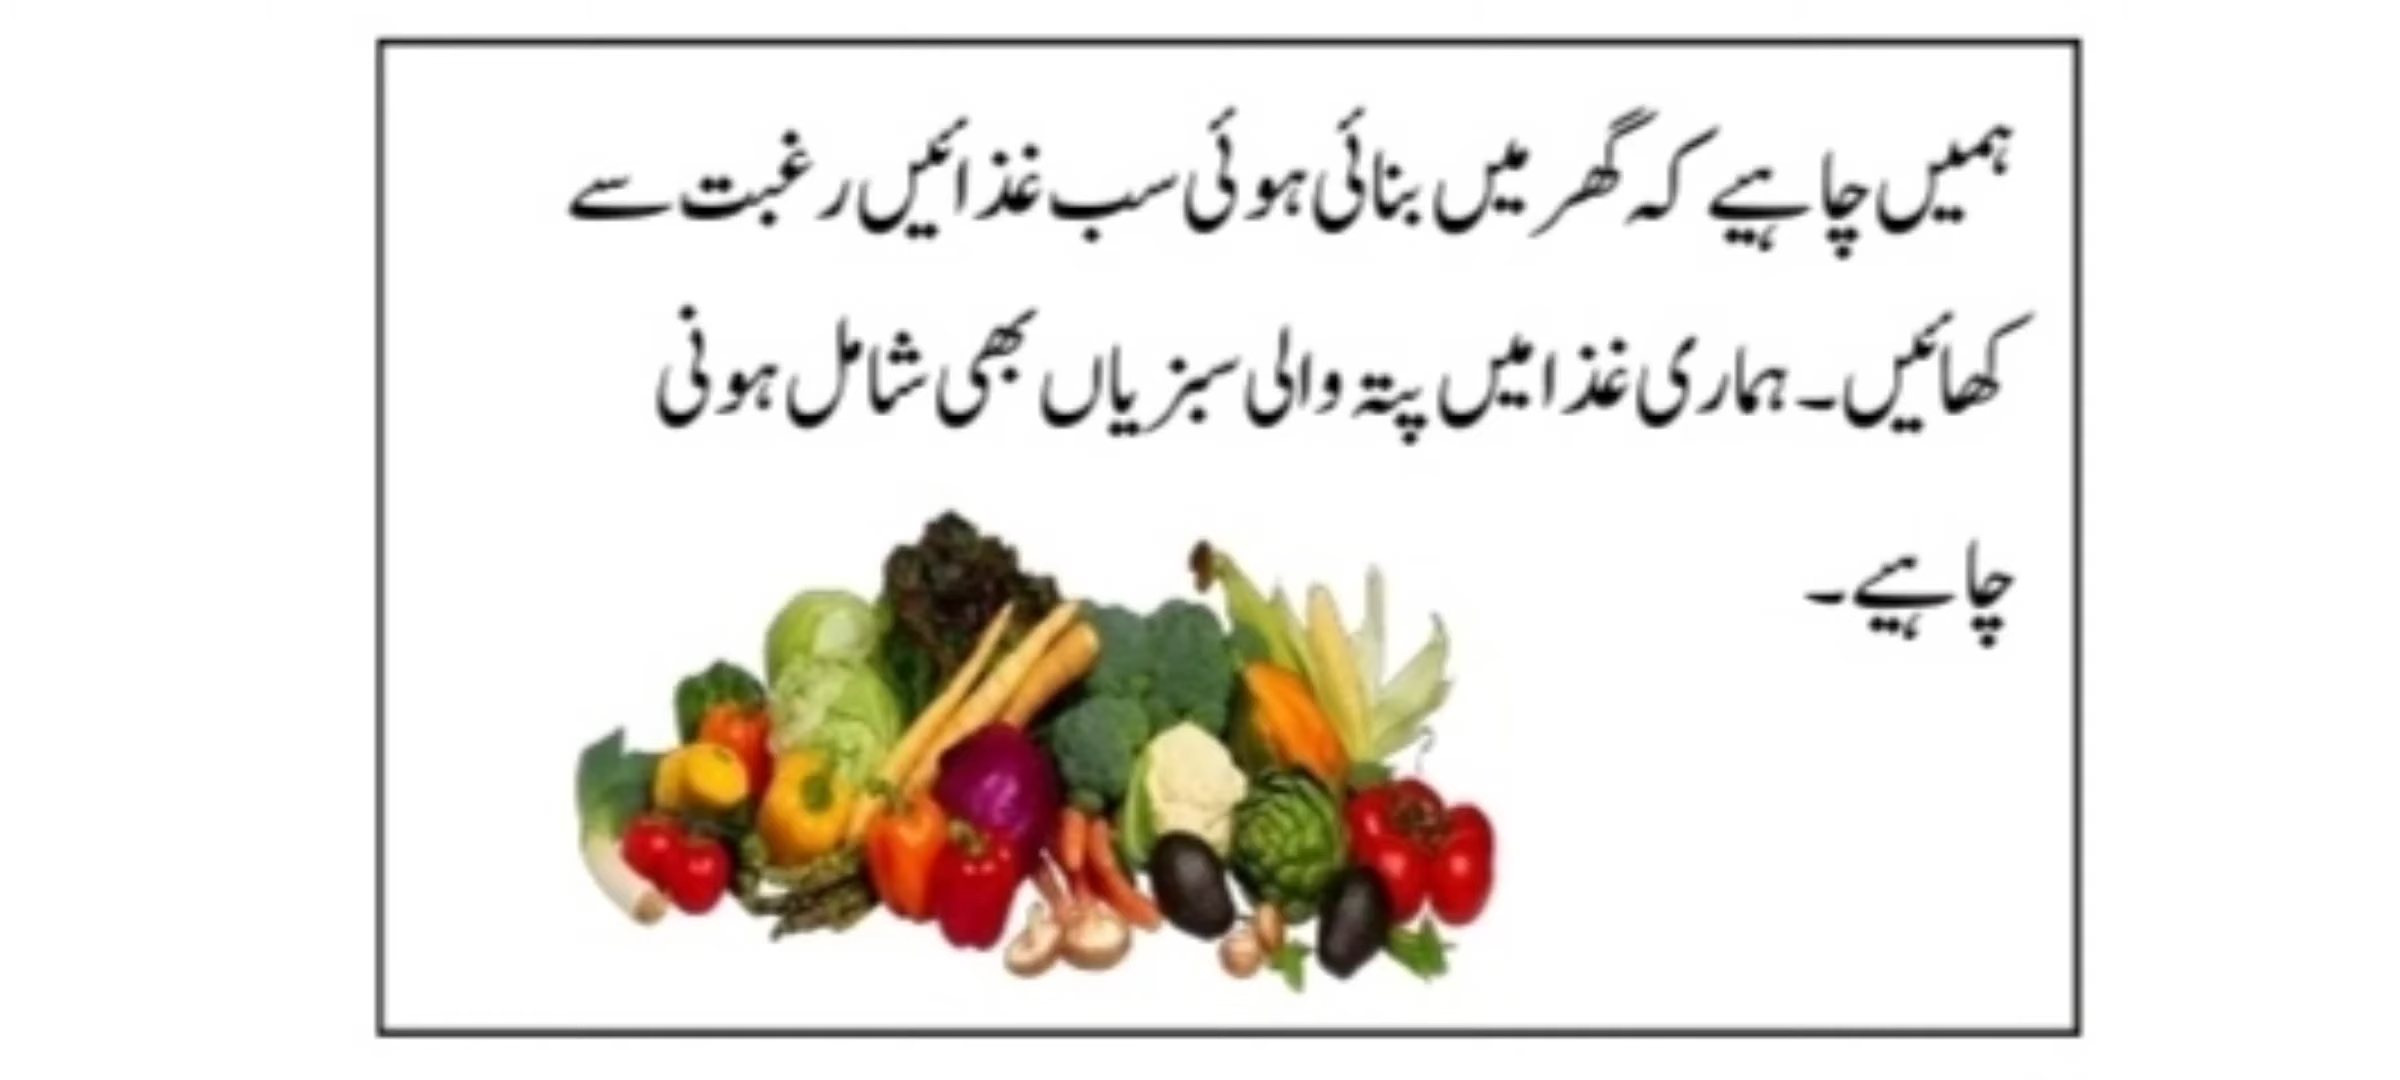 ہمیں چاہیے کہ گھر میں بنائی ہوئی سب غذائیں رغبت سے
کھائیں۔ ہماری غذا میں پتہ والی سبزیاں بھی شامل ہونی
چاہیے۔